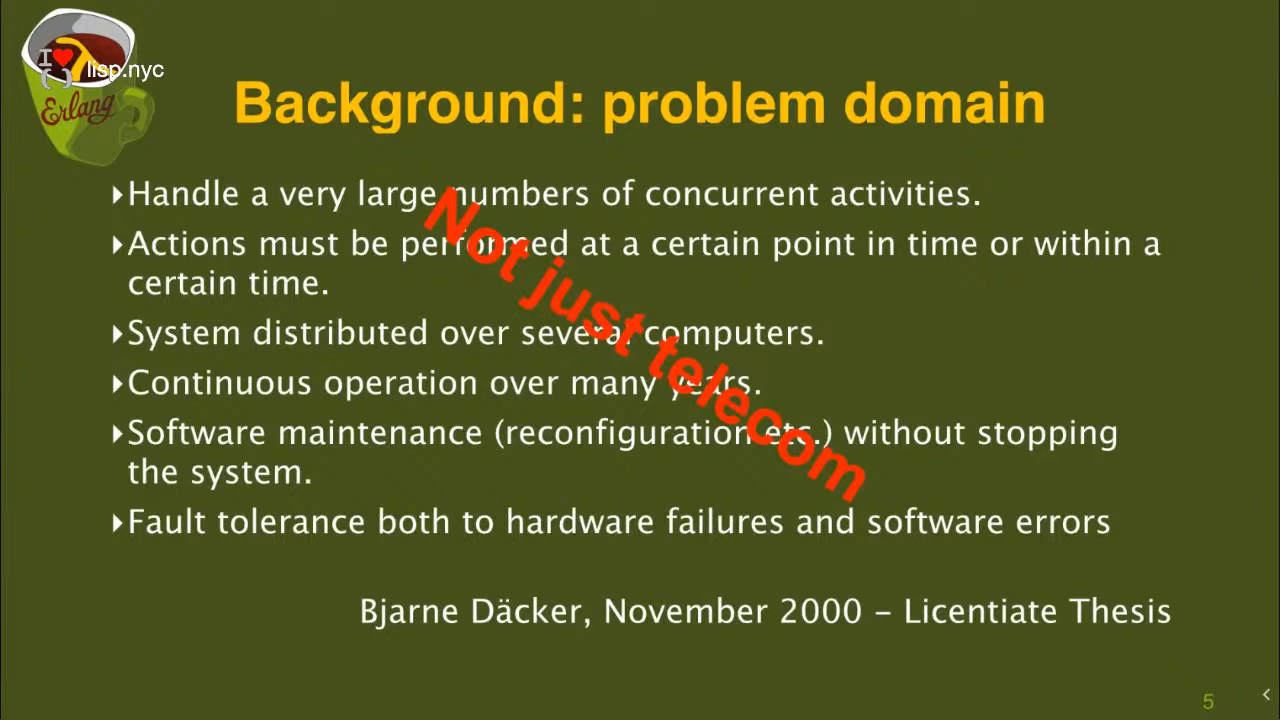 I ♥ lisp.nyc
( )
Erlang
Background: problem domain
Handle a very large numbers of concurrent activities.
Actions must be performed at a certain point in time or within a
certain time.
System distributed over several computers.
Continuous operation over many years.
Software maintenance (reconfiguration etc.) without stopping
the system.
Fault tolerance both to hardware failures and software errors
Not just telecom
Bjarne Däcker, November 2000 – Licentiate Thesis
5